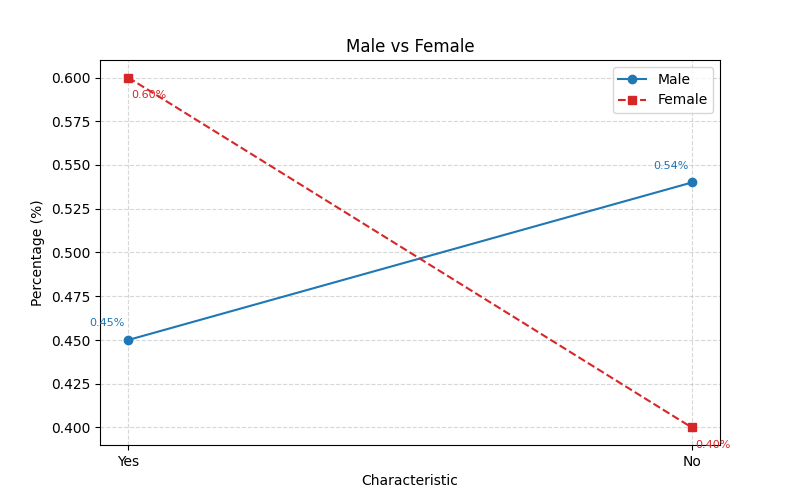 Male vs Female
Percentage (%)
0.600
0.575
0.550
0.525
0.500
0.475
0.450
0.425
0.400
0.60%
0.54%
0.45%
0.40%
Male
Female
Yes
No
Characteristic